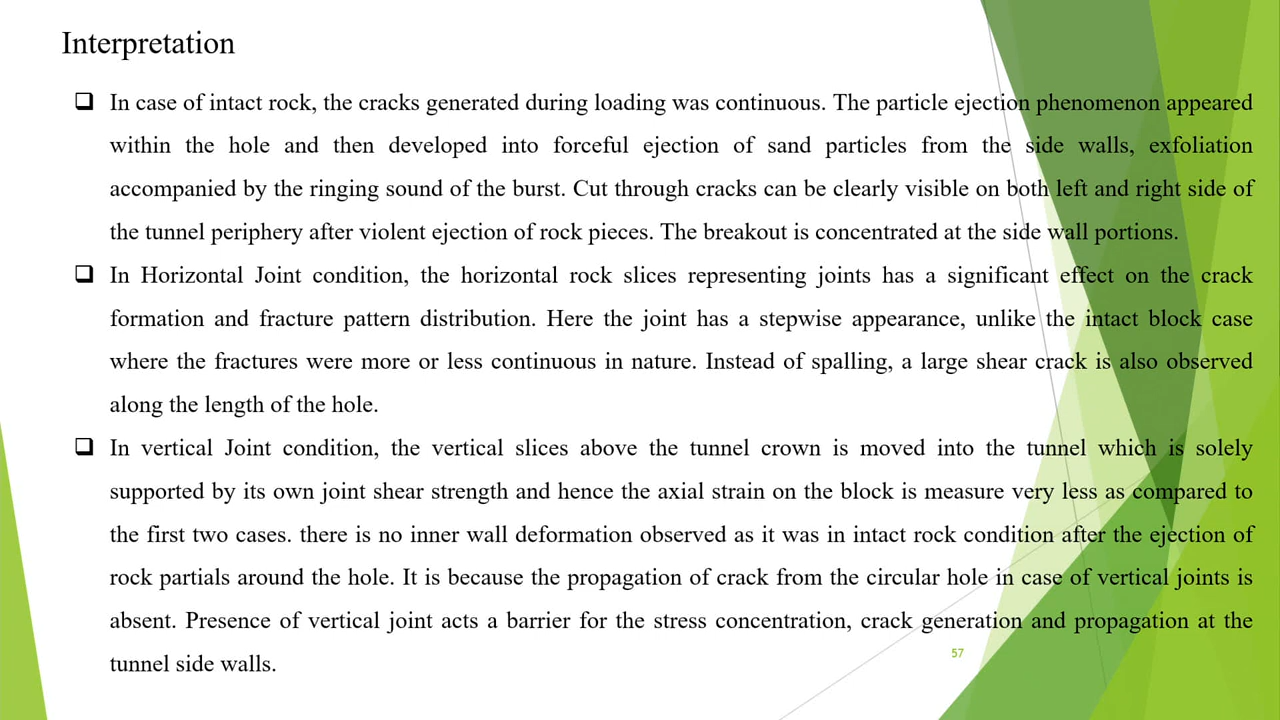 Interpretation
❑ In case of intact rock, the cracks generated during loading was continuous. The particle ejection phenomenon appeared
within the hole and then developed into forceful ejection of sand particles from the side walls, exfoliation
accompanied by the ringing sound of the burst. Cut through cracks can be clearly visible on both left and right side of
the tunnel periphery after violent ejection of rock pieces. The breakout is concentrated at the side wall portions.
❑ In Horizontal Joint condition, the horizontal rock slices representing joints has a significant effect on the crack
formation and fracture pattern distribution. Here the joint has a stepwise appearance, unlike the intact block case
where the fractures were more or less continuous in nature. Instead of spalling, a large shear crack is also observed
along the length of the hole.
❑ In vertical Joint condition, the vertical slices above the tunnel crown is moved into the tunnel which is solely
supported by its own joint shear strength and hence the axial strain on the block is measure very less as compared to
the first two cases. there is no inner wall deformation observed as it was in intact rock condition after the ejection of
rock partials around the hole. It is because the propagation of crack from the circular hole in case of vertical joints is
absent. Presence of vertical joint acts a barrier for the stress concentration, crack generation and propagation at the
tunnel side walls.
57